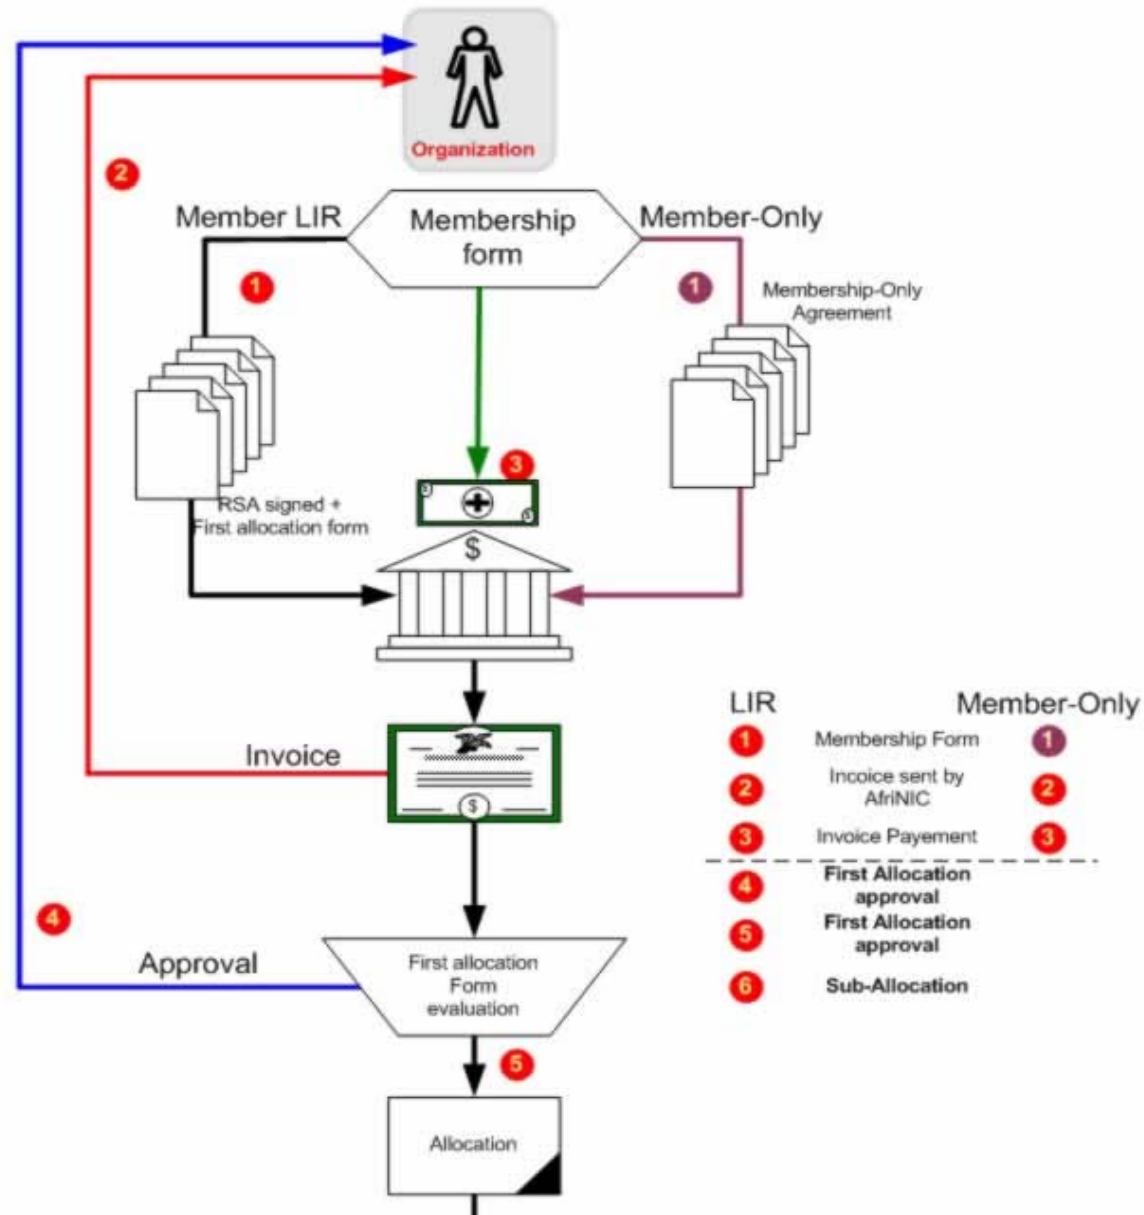 Organization
2
Member LIR
Membership
form
Member-Only
1
1
Membership-Only
Agreement
3
RSA signed +
First allocation form
$
Invoice
$
LIR
Member-Only
1 Membership Form 1
2 Incoice sent by
AfriNIC 2
3 Invoice Payement 3
4 First Allocation
approval
5 First Allocation
approval
6 Sub-Allocation
4
Approval
First allocation
Form
evaluation
5
Allocation